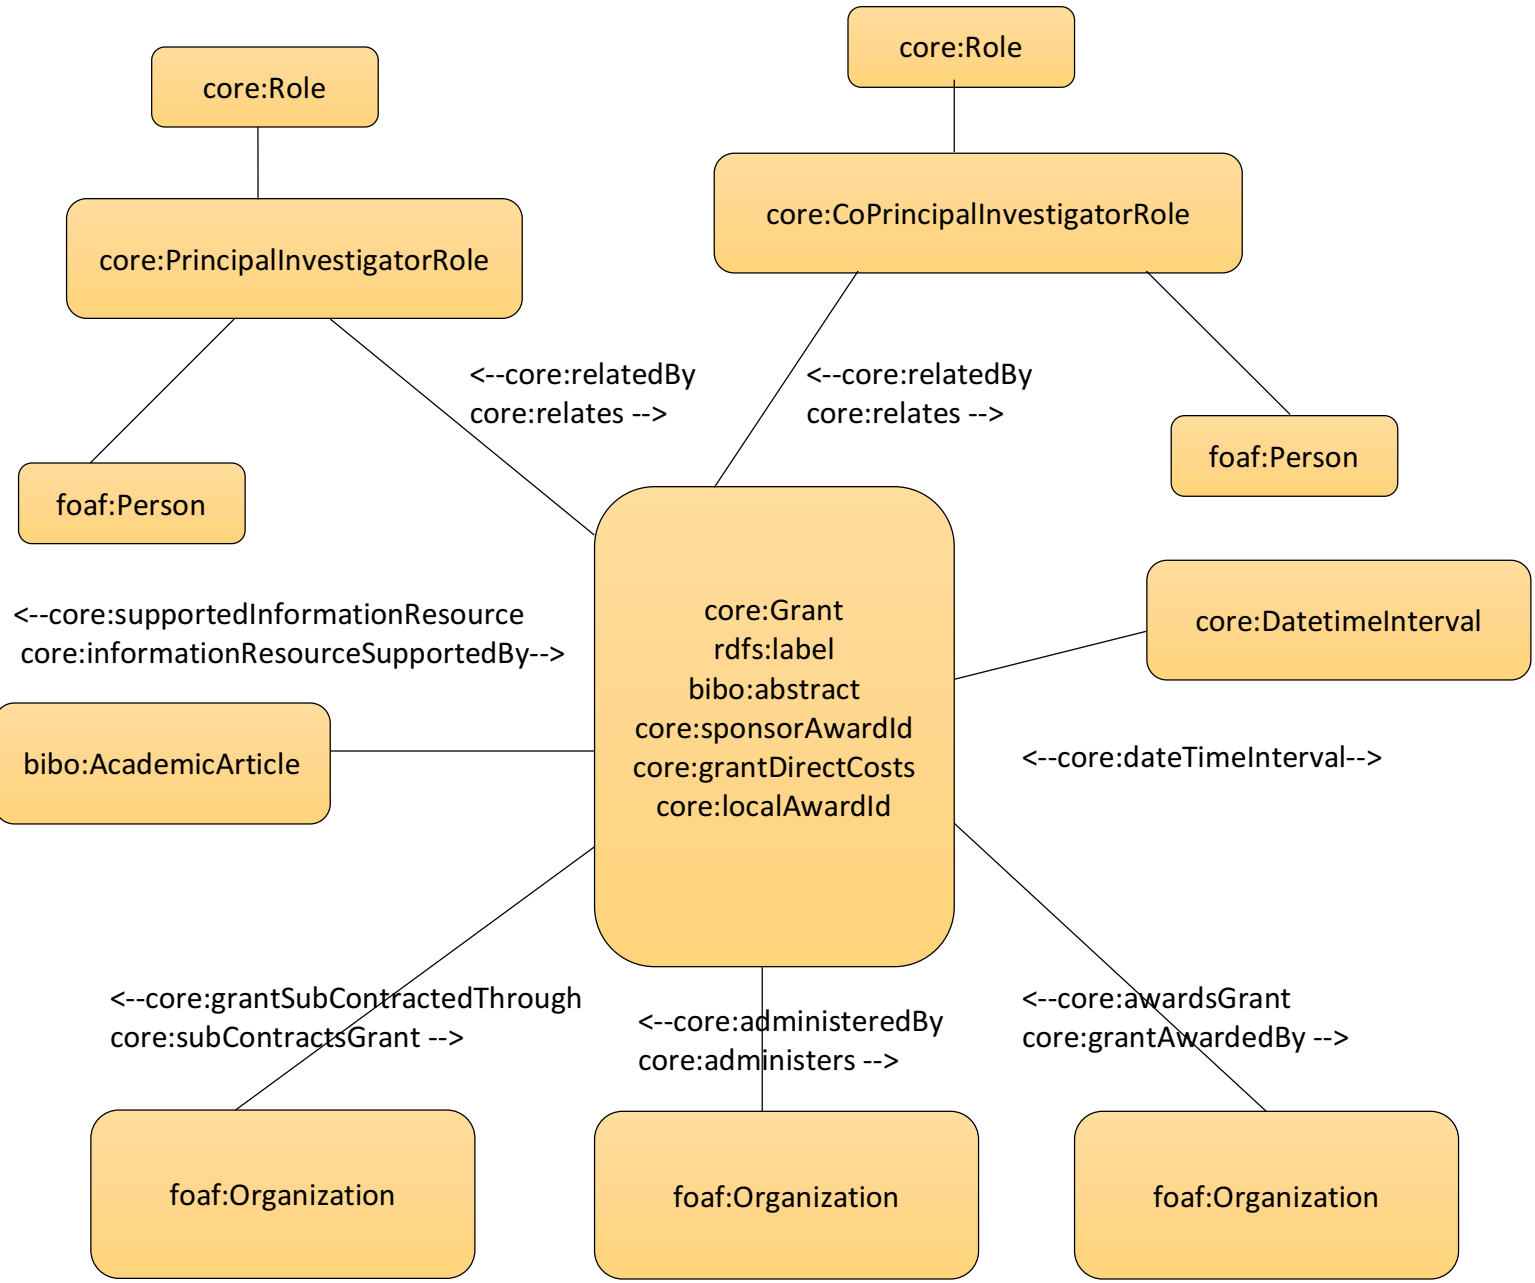 core:Role
core:Role
core:PrincipalInvestigatorRole
core:CoPrincipalInvestigatorRole
<--core:relatedBy
core:relates -->
<--core:relatedBy
core:relates -->
foaf:Person
foaf:Person
<--core:supportedInformationResource
core:informationResourceSupportedBy-->
core:Grant
rdfs:label
bibo:abstract
core:sponsorAwardId
core:grantDirectCosts
core:localAwardId
core:DatetimeInterval
<--core:dateTimeInterval-->
bibo:AcademicArticle
<--core:grantSubContractedThrough
core:subContractsGrant -->
<--core:administeredBy
core:administers -->
<--core:awardsGrant
core:grantAwardedBy -->
foaf:Organization
foaf:Organization
foaf:Organization